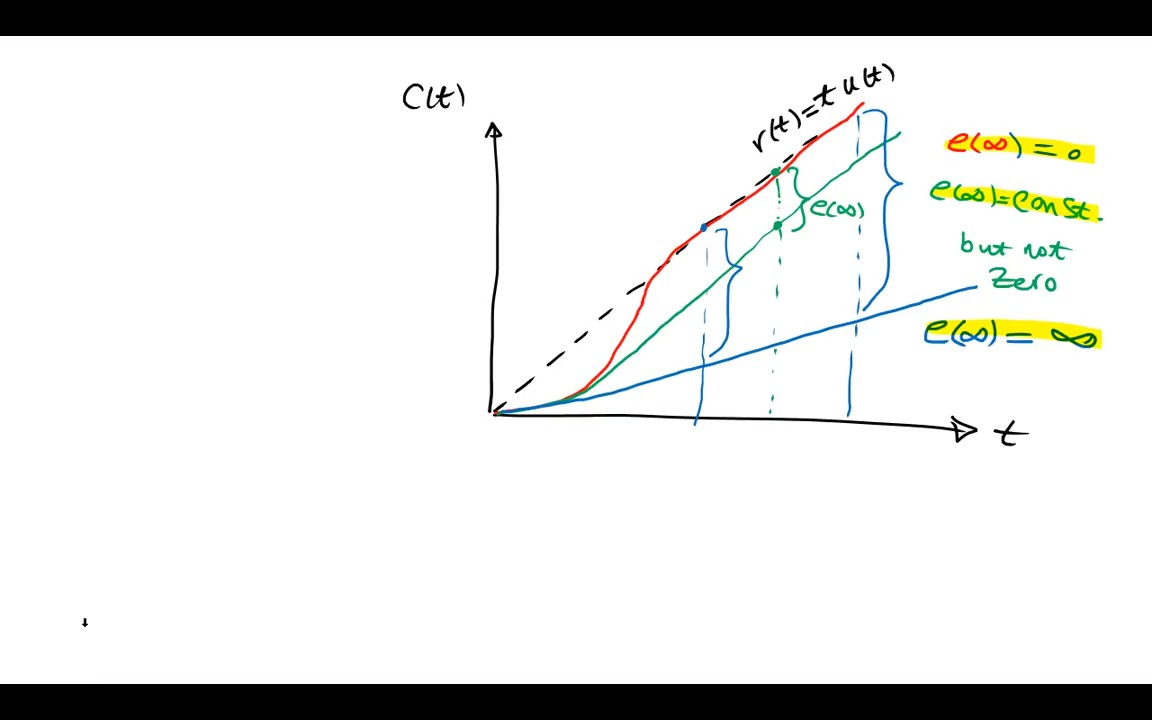 C(t)
r(t)=t u(t)
e(∞) = 0
e(∞)=Const.
but not
Zero
e(∞)
e(∞) = ∞
t